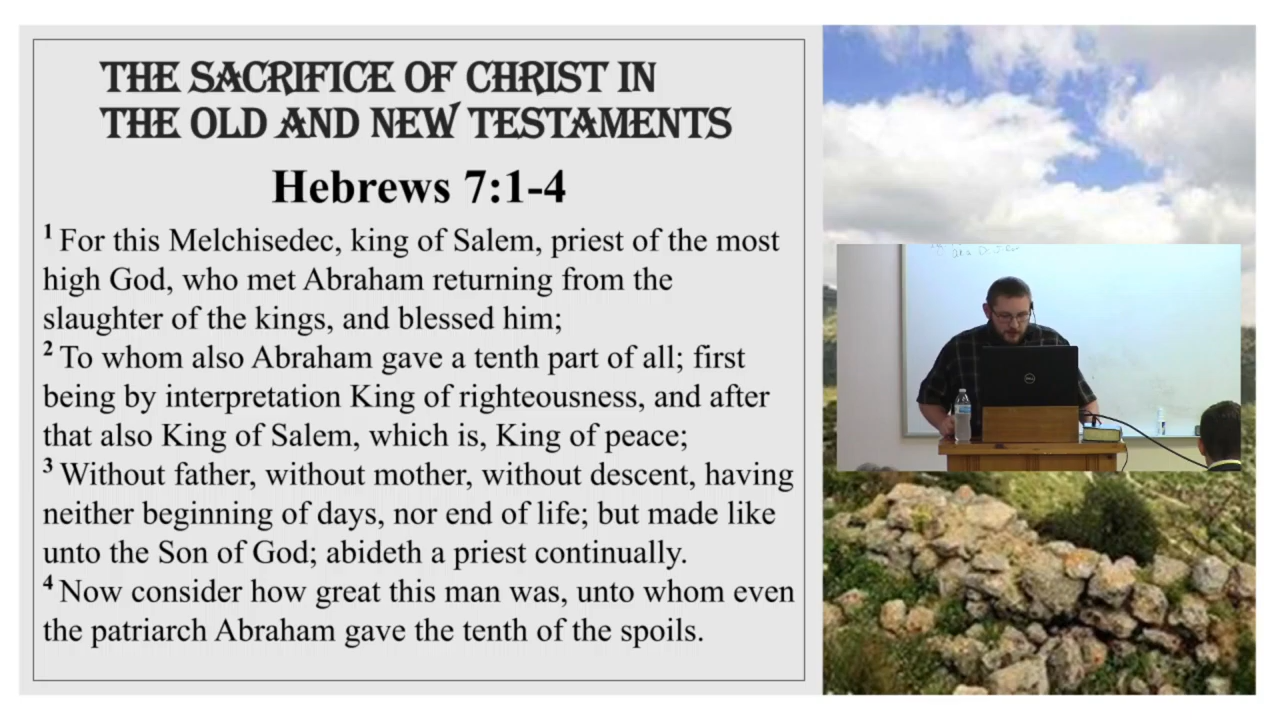 THE SACRIFICE OF CHRIST IN
THE OLD AND NEW TESTAMENTS
Hebrews 7:1-4
1 For this Melchisedec, king of Salem, priest of the most
high God, who met Abraham returning from the
slaughter of the kings, and blessed him;
2 To whom also Abraham gave a tenth part of all; first
being by interpretation King of righteousness, and after
that also King of Salem, which is, King of peace;
3 Without father, without mother, without descent, having
neither beginning of days, nor end of life; but made like
unto the Son of God; abideth a priest continually.
4 Now consider how great this man was, unto whom even
the patriarch Abraham gave the tenth of the spoils.
DELL